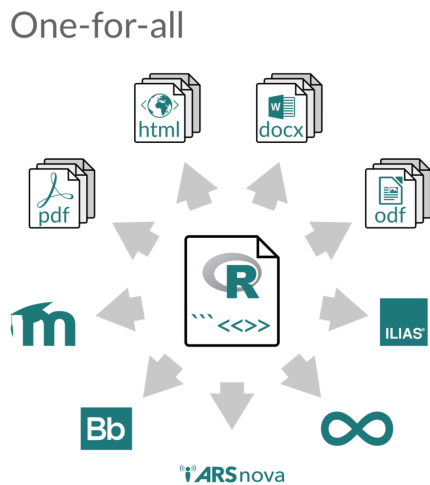 One-for-all
html
docx
W
pdf
odf
R
``` <<>>
m
ILIAS
Bb
ARSnova